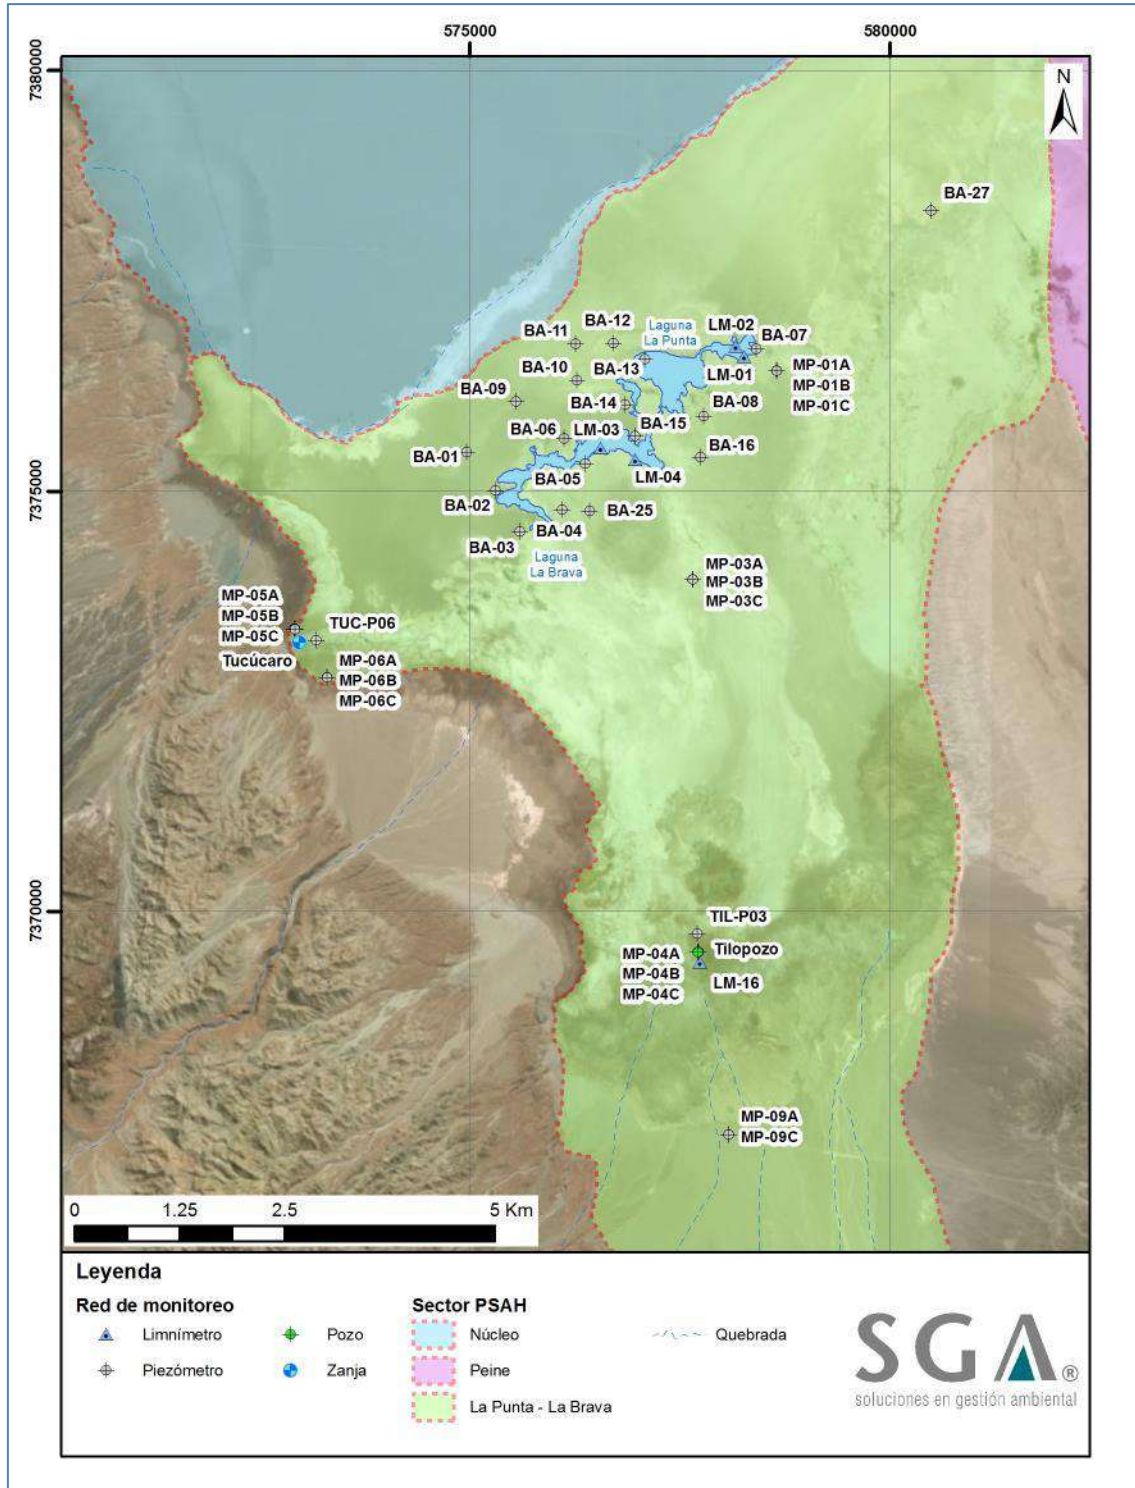 575000
580000
7380000
N
BA-27
BA-12
Laguna
La Punta
LM-02
BA-11
BA-07
BA-13
LM-01
MP-01A
MP-01B
MP-01C
BA-10
BA-09
BA-14
BA-08
BA-06
LM-03
BA-15
BA-01
BA-16
BA-05
LM-04
7375000
BA-02
BA-25
BA-04
BA-03
Laguna
La Brava
MP-03A
MP-03B
MP-03C
MP-05A
MP-05B
MP-05C
TUC-P06
Tucúcaro
MP-06A
MP-06B
MP-06C
7370000
TIL-P03
Tilopozo
MP-04A
MP-04B
MP-04C
LM-16
MP-09A
MP-09C
0 1.25 2.5 5 Km
Leyenda
Red de monitoreo
Limnímetro
Piezómetro
Pozo
Zanja
Sector PSAH
Núcleo
Peine
La Punta - La Brava
Quebrada
SGA®
soluciones en gestión ambiental